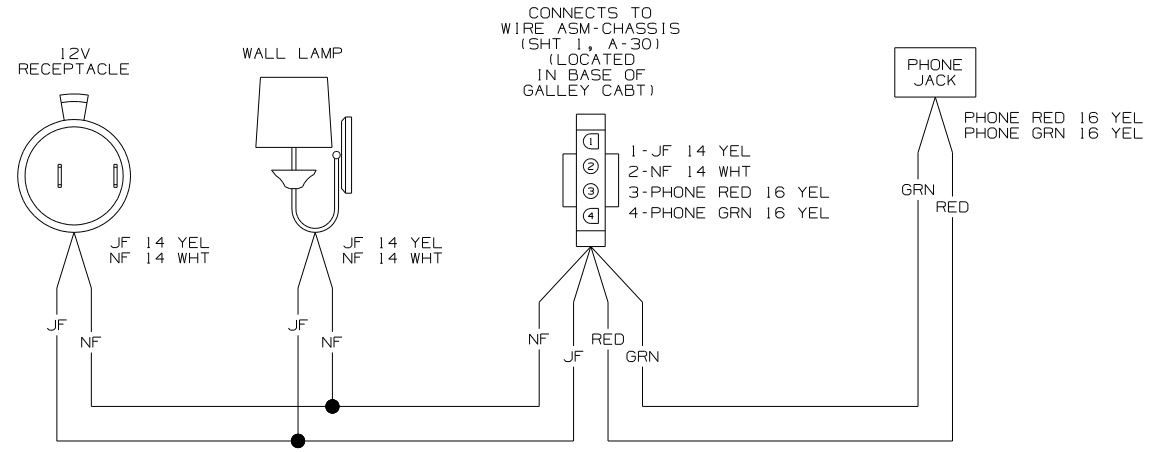 12V
RECEPTACLE
WALL LAMP
CONNECTS TO
WIRE ASM-CHASSIS
(SHT 1, A-30)
(LOCATED
IN BASE OF
GALLEY CABT)
PHONE
JACK
PHONE RED 16 YEL
PHONE GRN 16 YEL
1
2
3
4
1-JF 14 YEL
2-NF 14 WHT
3-PHONE RED 16 YEL
4-PHONE GRN 16 YEL
JF 14 YEL
NF 14 WHT
JF 14 YEL
NF 14 WHT
GRN
RED
JF
NF
JF
NF
NF
JF
RED
GRN